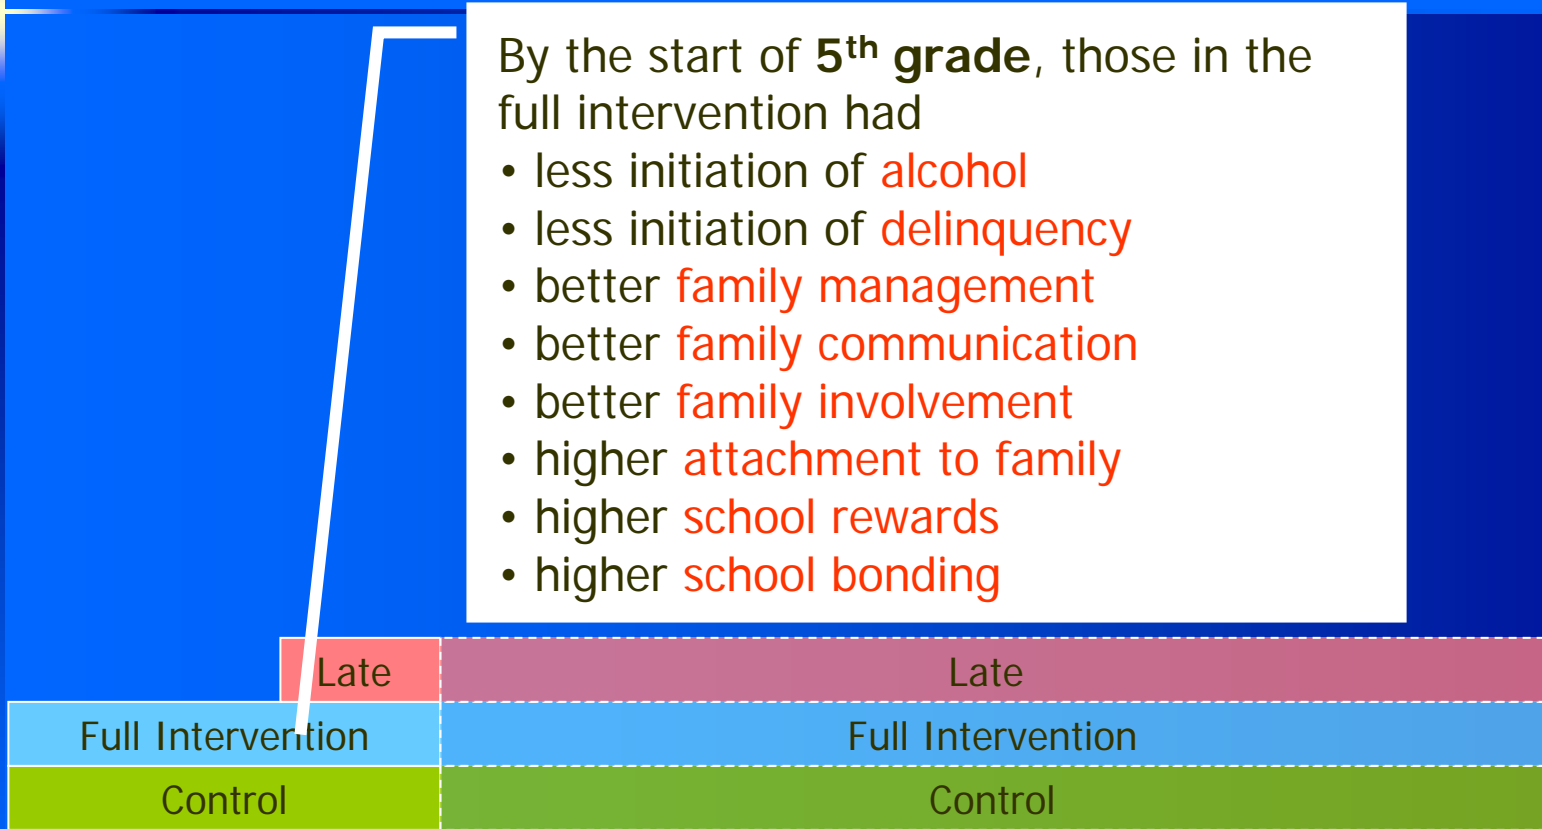 By the start of 5th grade, those in the
full intervention had
• less initiation of alcohol
• less initiation of delinquency
• better family management
• better family communication
• better family involvement
• higher attachment to family
• higher school rewards
• higher school bonding
Late Late
Full Intervention Full Intervention
Control Control